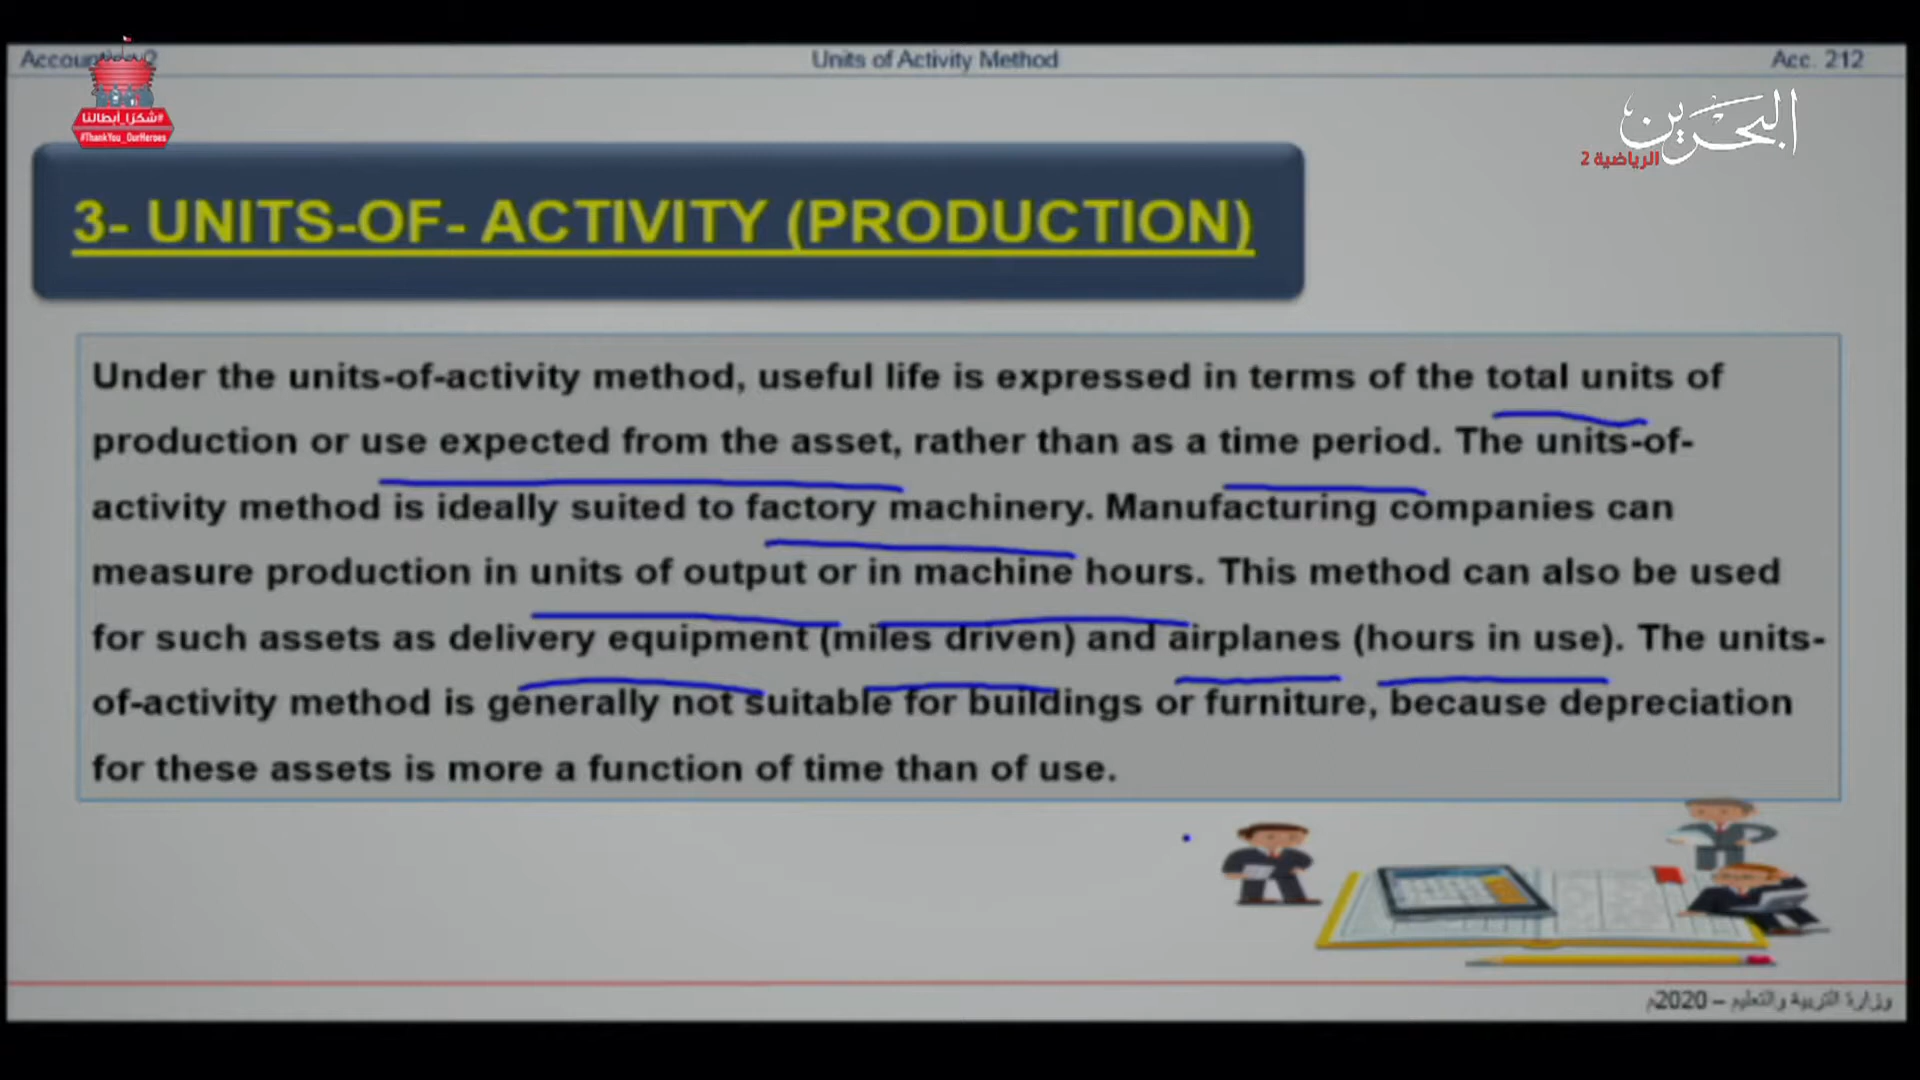 Accounting 2
Units of Activity Method
Acc. 212
#شكرا_أبطالنا
#ThankYou_OurHeroes
البحرين
الرياضية 2
3- UNITS-OF- ACTIVITY (PRODUCTION)
Under the units-of-activity method, useful life is expressed in terms of the total units of
production or use expected from the asset, rather than as a time period. The units-of-
activity method is ideally suited to factory machinery. Manufacturing companies can
measure production in units of output or in machine hours. This method can also be used
for such assets as delivery equipment (miles driven) and airplanes (hours in use). The units-
of-activity method is generally not suitable for buildings or furniture, because depreciation
for these assets is more a function of time than of use.
وزارة التربية والتعليم – 2020م